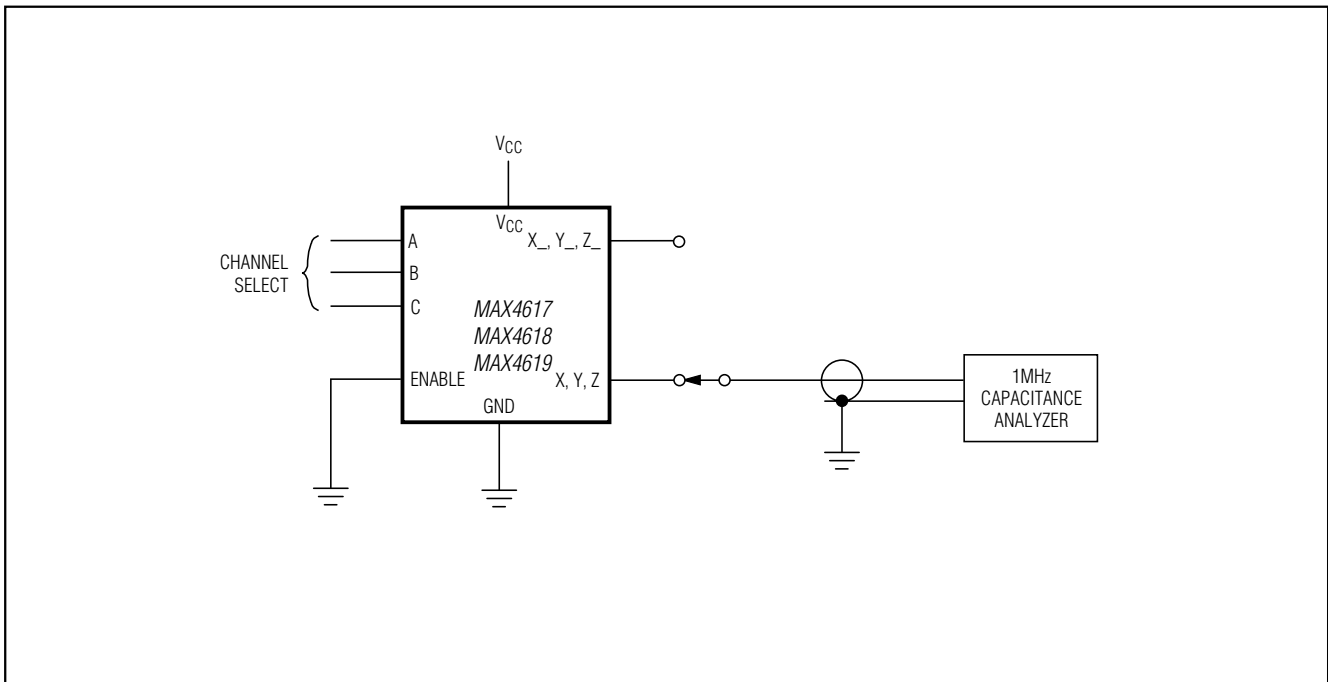 VCC
VCC
A
X_, Y_, Z_
CHANNEL
SELECT
B
C
MAX4617
MAX4618
MAX4619
ENABLE
X, Y, Z
GND
1MHz
CAPACITANCE
ANALYZER